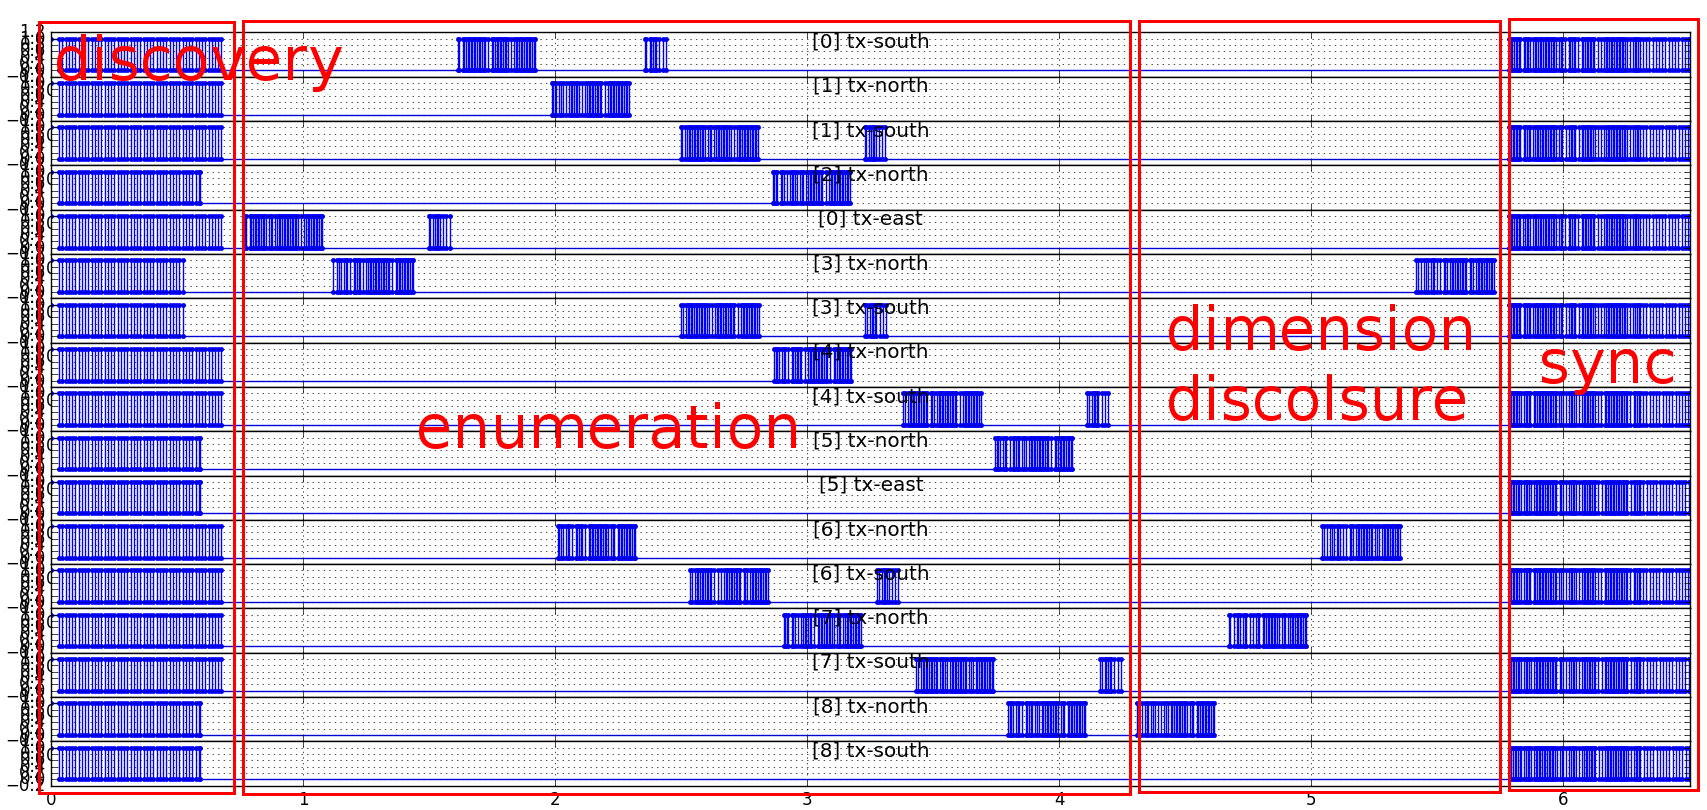 discovery
[0] tx-south
[1] tx-north
[1] tx-south
[2] tx-north
[0] tx-east
[3] tx-north
[3] tx-south
dimension
discolsure
sync
[4] tx-north
[4] tx-south
enumeration
[5] tx-north
[5] tx-east
[6] tx-north
[6] tx-south
[7] tx-north
[7] tx-south
[8] tx-north
[8] tx-south
−0.2
0 1 2 3 4 5 6